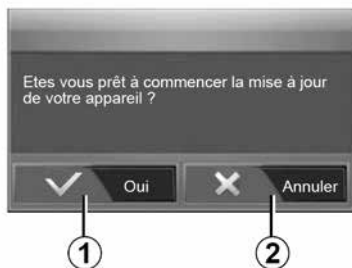 Etes vous prêt à commencer la mise à jour
de votre appareil ?
Oui
Annuler
1
2